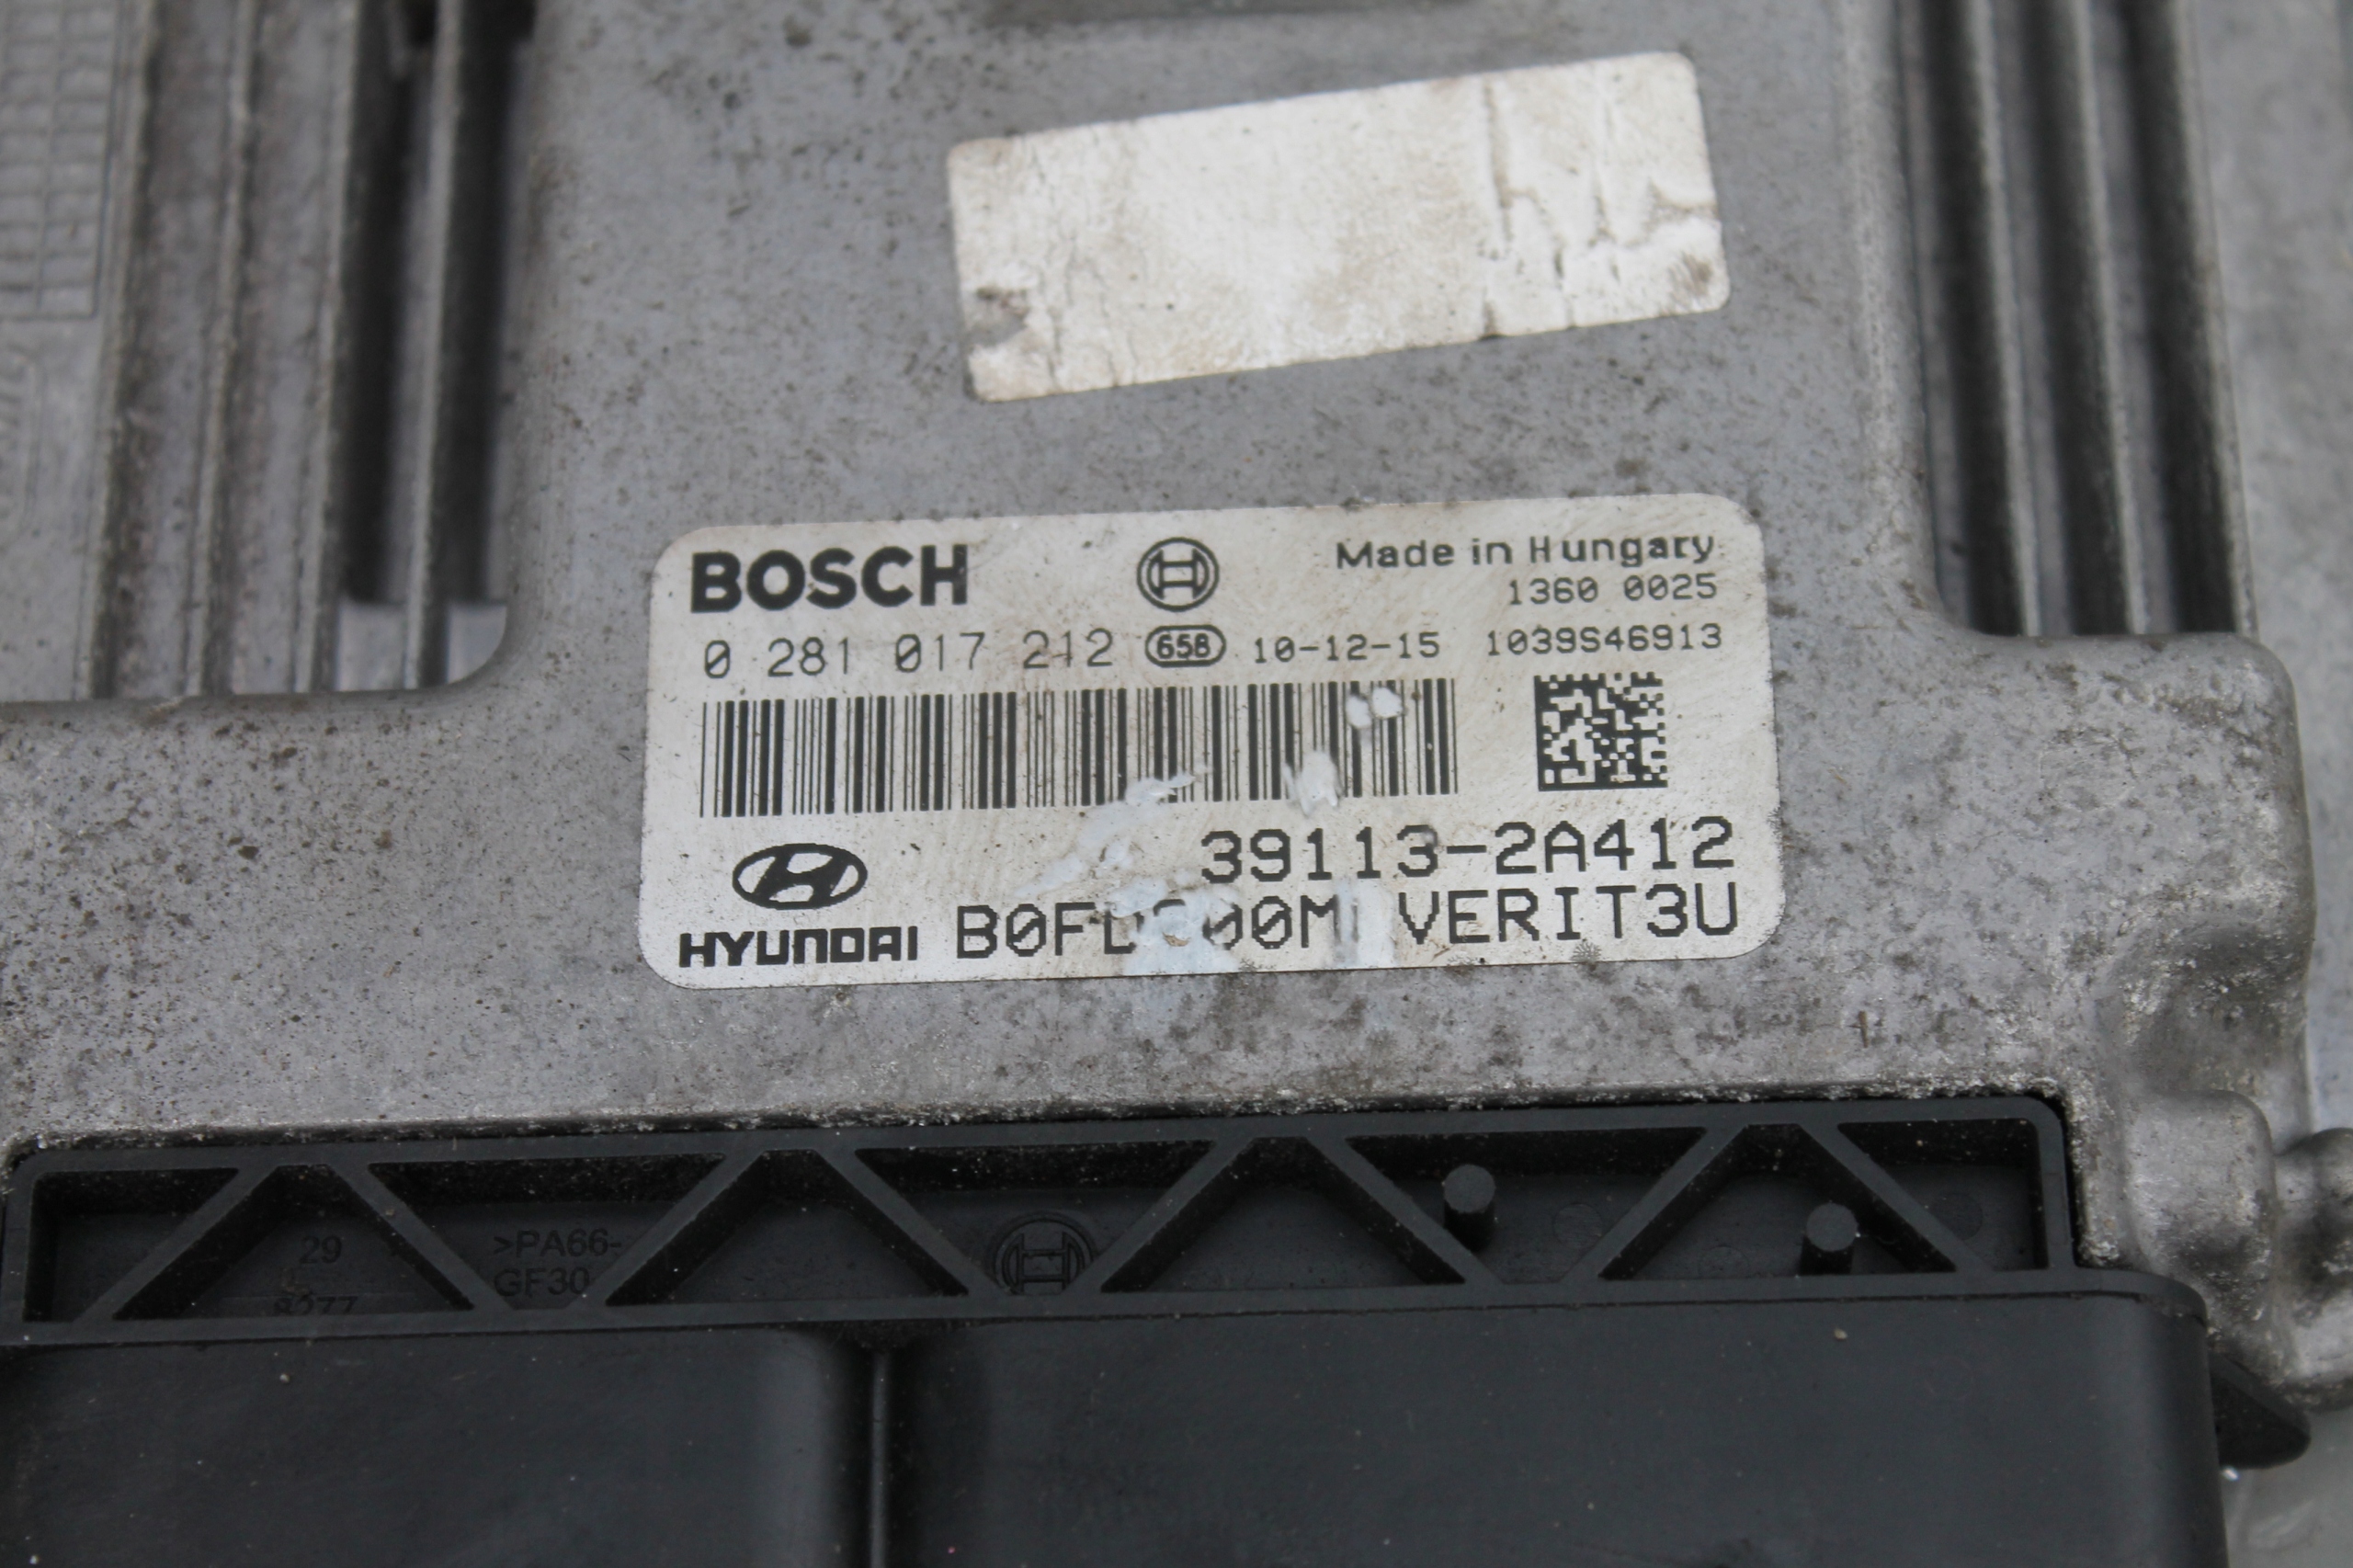 BOSCH
Made in Hungary
1360 0025
0 281 017 212 658 10-12-15 1039S46913
39113-2A412
HYUNDAI VERIT3U
29
>PA66-
GF30